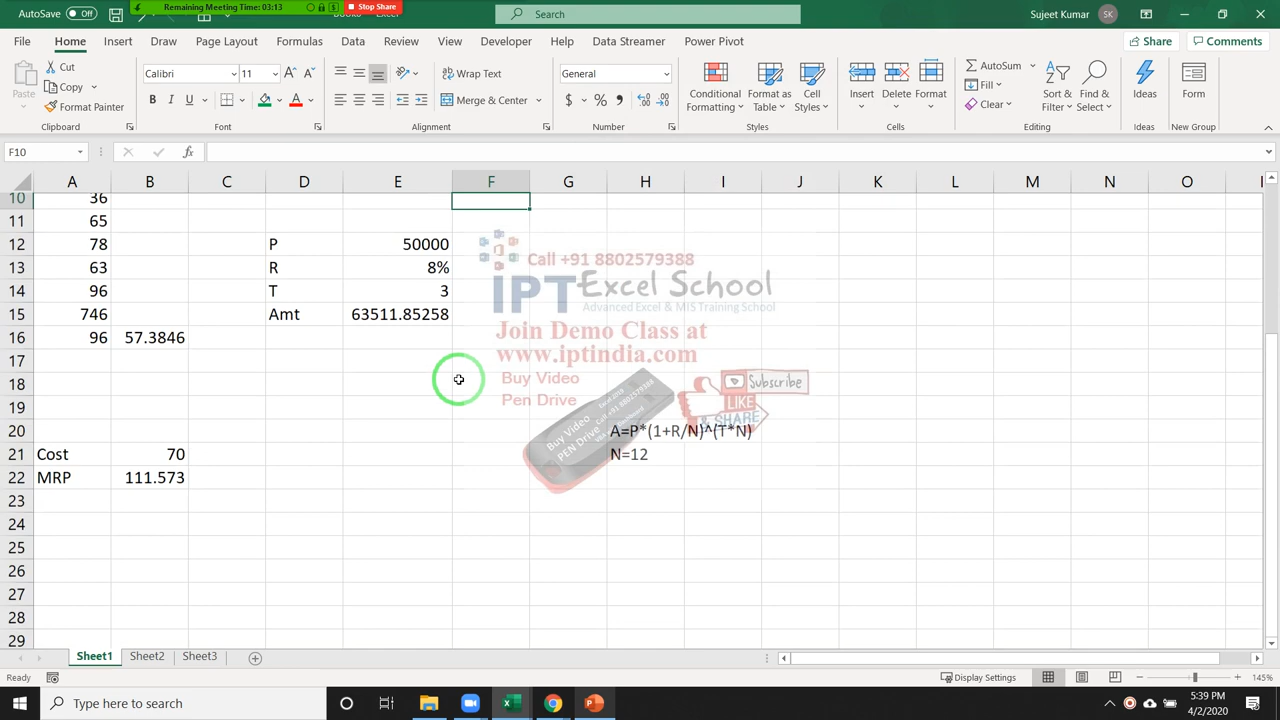 Remaining Meeting Time: 03:13
Stop Share
AutoSave Off
Search
Sujeet Kumar
SK
File Home Insert Draw Page Layout Formulas Data Review View Developer Help Data Streamer Power Pivot
Share
Comments
Paste
Cut
Copy
Format Painter
Clipboard
Calibri 11
B I U
Font
Wrap Text
Merge & Center
Alignment
General
$ %
Number
Conditional Formatting
Format as Table
Cell Styles
Styles
Insert
Delete
Format
Cells
AutoSum
Fill
Clear
Sort & Filter
Find & Select
Editing
Ideas
Ideas
Form
New Group
F10
fx
A B C D E F G H I J K L M N O
10 36
11 65
12 78 P 50000
13 63 R 8%
14 96 T 3
15 746 Amt 63511.85258
16 96 57.3846
17
18
19
20 A=P*(1+R/N)^(T*N)
21 Cost 70 N=12
22 MRP 111.573
23
24
25
26
27
28
29
Call +91 8802579388
IPT Excel School
Advanced Excel & MIS Training School
Join Demo Class at
www.iptindia.com
Buy Video
Pen Drive
Subscribe
LIKE
& SHARE
Buy Video
PEN Drive
Sheet1 Sheet2 Sheet3
Ready
Display Settings
145%
Type here to search
5:39 PM
4/2/2020